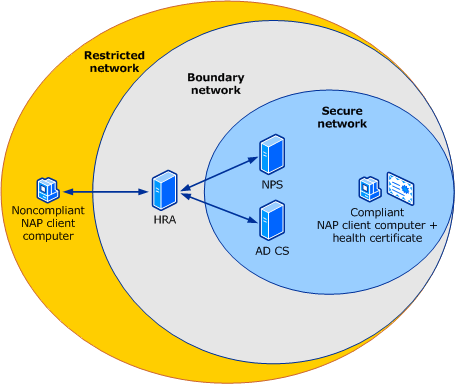 Restricted
network
Boundary
network
Secure
network
NPS
HRA
AD CS
Noncompliant
NAP client
computer
Compliant
NAP client computer +
health certificate